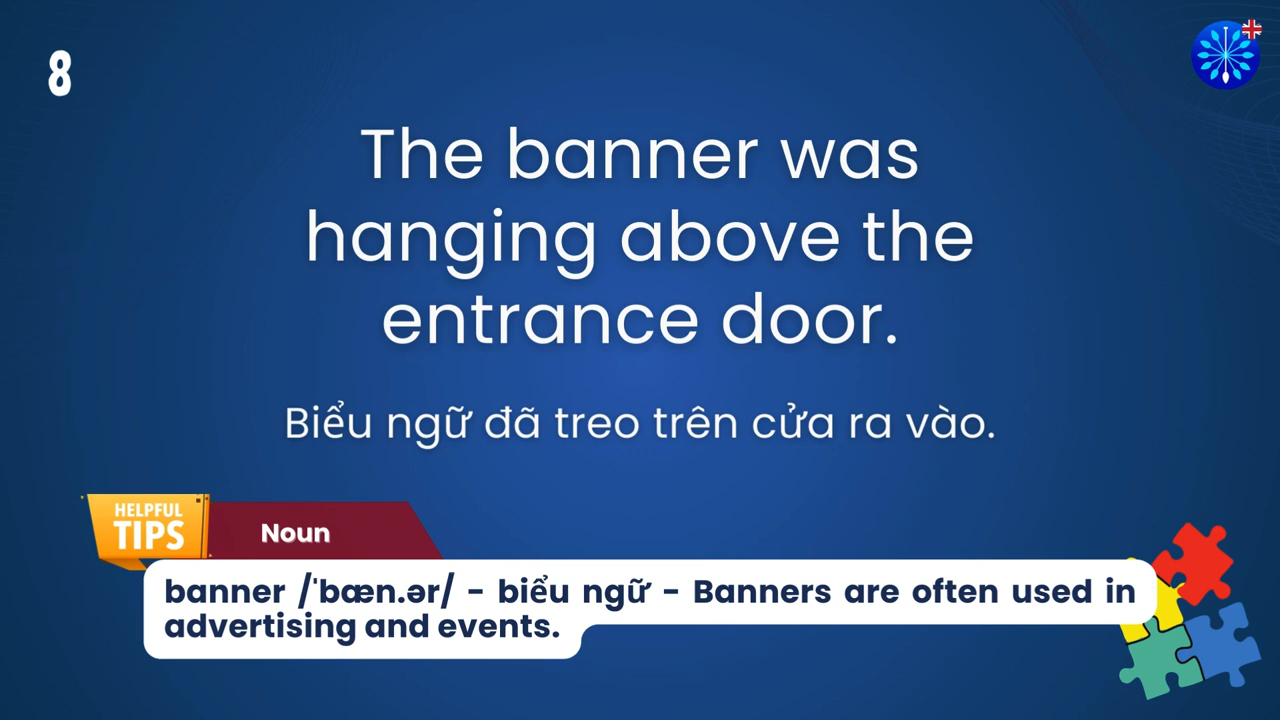 8
The banner was
hanging above the
entrance door.
Biểu ngữ đã treo trên cửa ra vào.
HELPFUL
TIPS
Noun
banner /ˈbæn.ər/ - biểu ngữ - Banners are often used in
advertising and events.